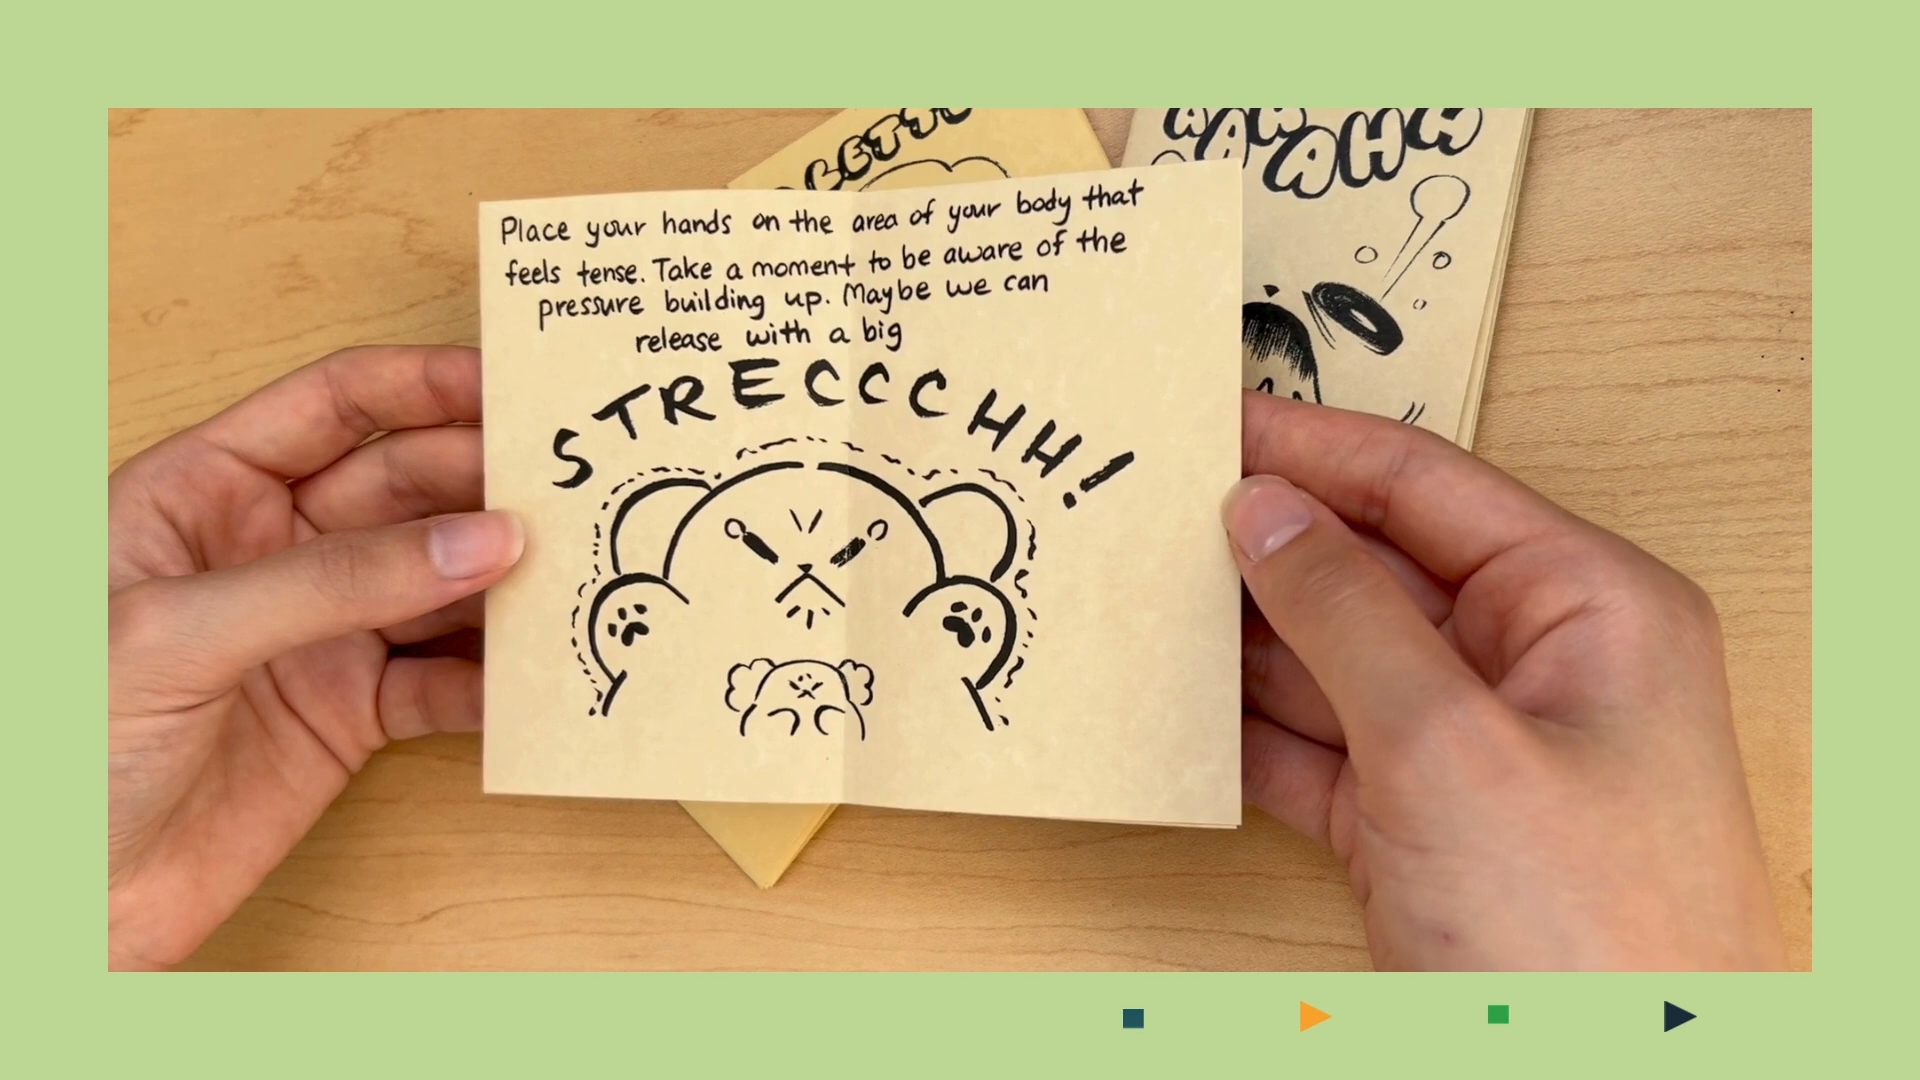 Place your hands on the area of your body that
feels tense. Take a moment to be aware of the
pressure building up. Maybe we can
release with a big
STRECCCHH!